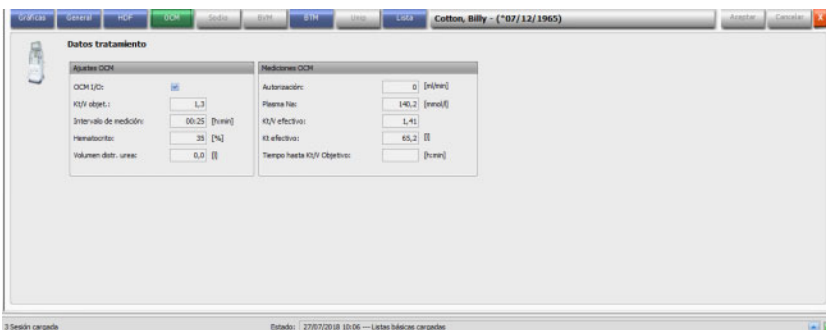 Gráficas General HDF OCM Sodio BVM BTM Unip Lista Cotton, Billy - (*07/12/1965) Aceptar Cancelar X
Datos tratamiento
Ajustes OCM Mediciones OCM
OCM I/O: Autorización: 0 [ml/min]
Kt/V objet.: 1,3 Plasma Na: 140,2 [mmol/l]
Intervalo de medición: 00:25 [h:min] Kt/V efectivo: 1,41
Hematocrito: 35 [%] Kt efectivo: 65,2 [l]
Volumen distr. urea: 0,0 [l] Tiempo hasta Kt/V Objetivo: [h:min]
3 Sesión cargada Estado: 27/07/2018 10:06 --- Listas básicas cargadas